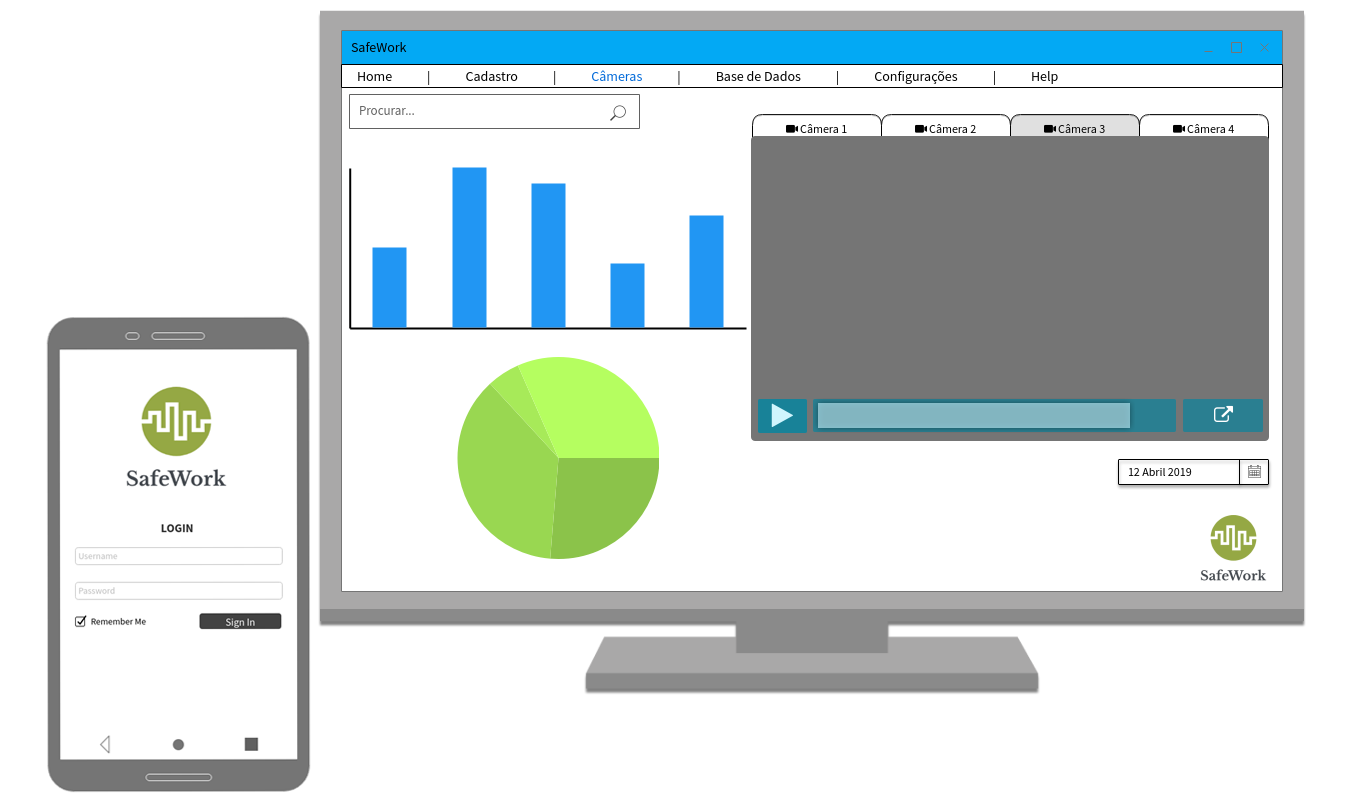 SafeWork
Home | Cadastro | Câmeras | Base de Dados | Configurações | Help
Procurar...
Câmera 1
Câmera 2
Câmera 3
Câmera 4
12 Abril 2019
SafeWork
SafeWork
LOGIN
Username
Password
Remember Me
Sign In